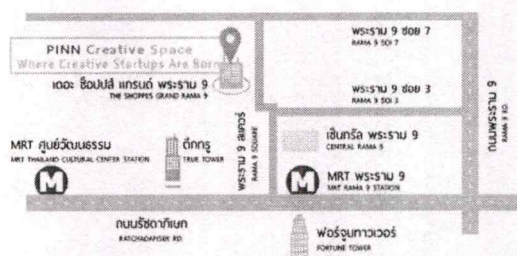 พระราม 9 ซอย 7
RAMA 9 SOI 7
PINN Creative Space
Where Creative Startups Are Born
เดอะ ช็อปปส์ แกรนด์ พระราม 9
THE SHOPPES GRAND RAMA 9
พระราม 9 ซอย 3
RAMA 9 SOI 3
ถนนพระราม 9
RAMA 9 RD.
MRT ศูนย์วัฒนธรรม
MRT THAILAND CULTURAL CENTER STATION
ตึกทรู
TRUE TOWER
พระราม 9 สแควร์
RAMA 9 SQUARE
เซ็นทรัล พระราม 9
CENTRAL RAMA 9
MRT พระราม 9
MRT RAMA 9 STATION
ถนนรัชดาภิเษก
RATCHADAPISEK RD.
ฟอร์จูนทาวเวอร์
FORTUNE TOWER